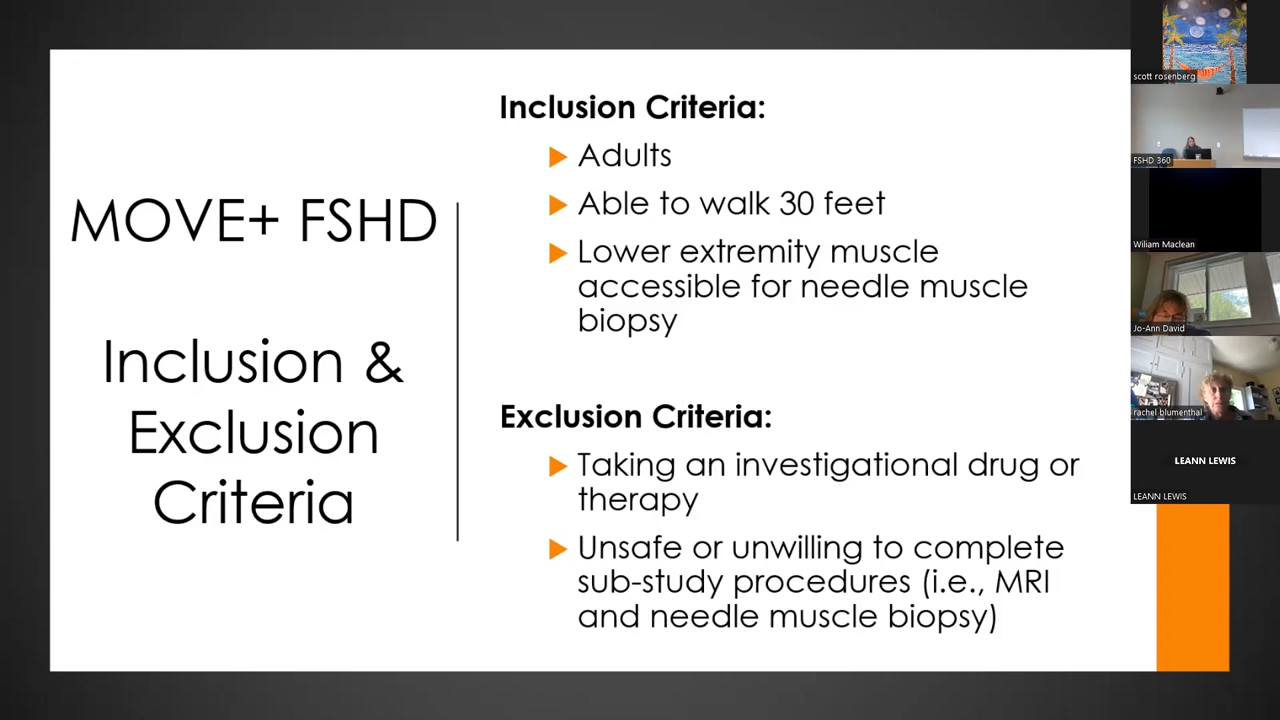 MOVE+ FSHD
Inclusion &
Exclusion
Criteria
Inclusion Criteria:
Adults
Able to walk 30 feet
Lower extremity muscle
accessible for needle muscle
biopsy
Exclusion Criteria:
Taking an investigational drug or
therapy
Unsafe or unwilling to complete
sub-study procedures (i.e., MRI
and needle muscle biopsy)
scott rosenberg
FSHD 360
Wiliam Maclean
Jo-Ann David
rachel blumenthal
LEANN LEWIS
LEANN LEWIS